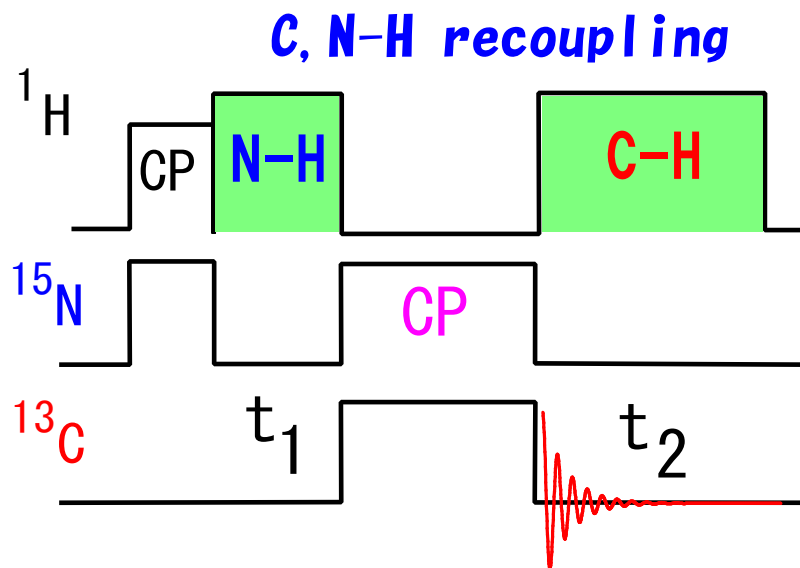 C, N-H recoupling
1H
CP
N-H
C-H
15N
CP
13C
t1
t2